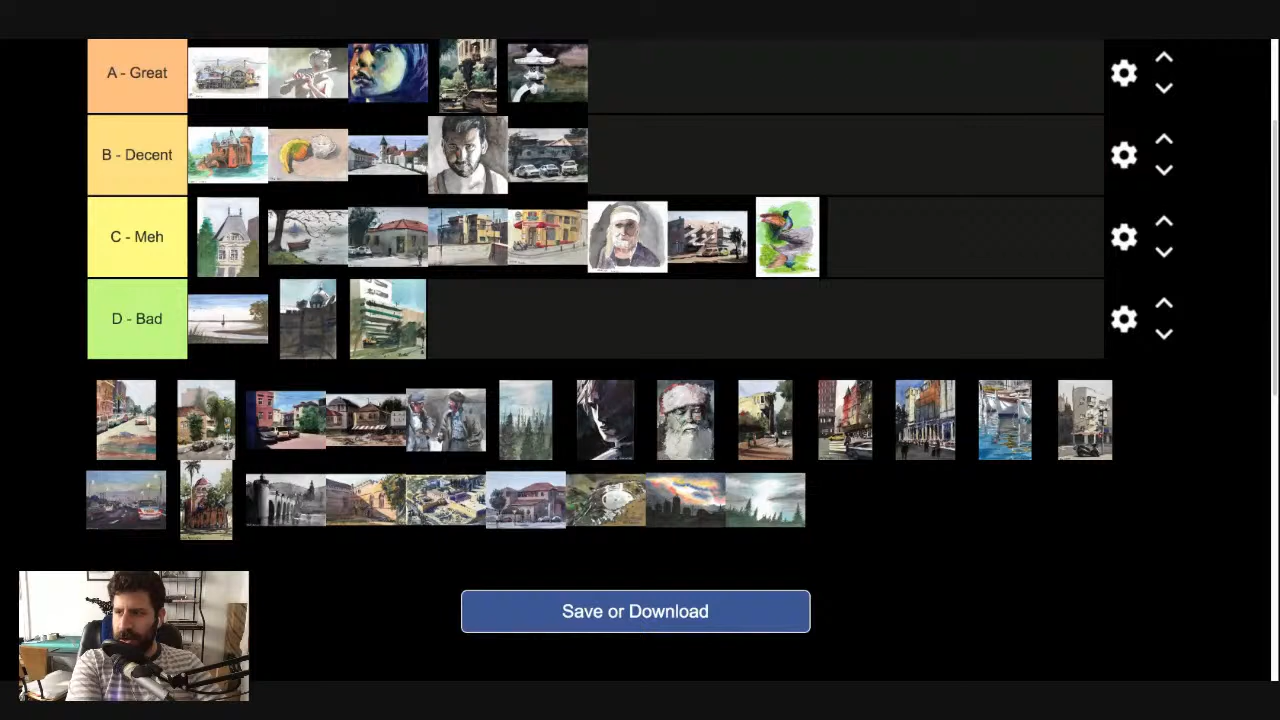 A - Great
B - Decent
C - Meh
D - Bad
Save or Download